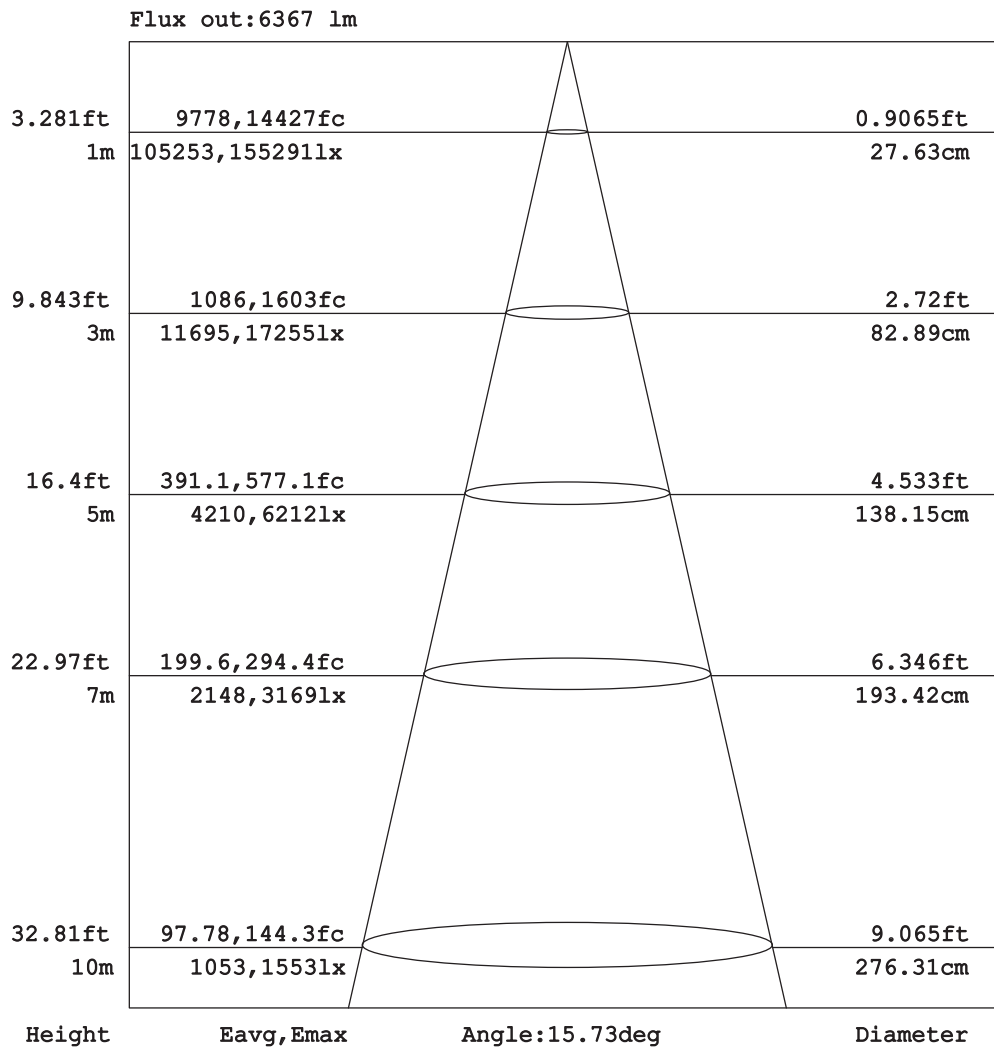 Flux out:6367 lm
3.281ft 9778,14427fc 0.9065ft
1m 105253,155291lx 27.63cm
9.843ft 1086,1603fc 2.72ft
3m 11695,17255lx 82.89cm
16.4ft 391.1,577.1fc 4.533ft
5m 4210,6212lx 138.15cm
22.97ft 199.6,294.4fc 6.346ft
7m 2148,3169lx 193.42cm
32.81ft 97.78,144.3fc 9.065ft
10m 1053,1553lx 276.31cm
Height Eavg,Emax Angle:15.73deg Diameter